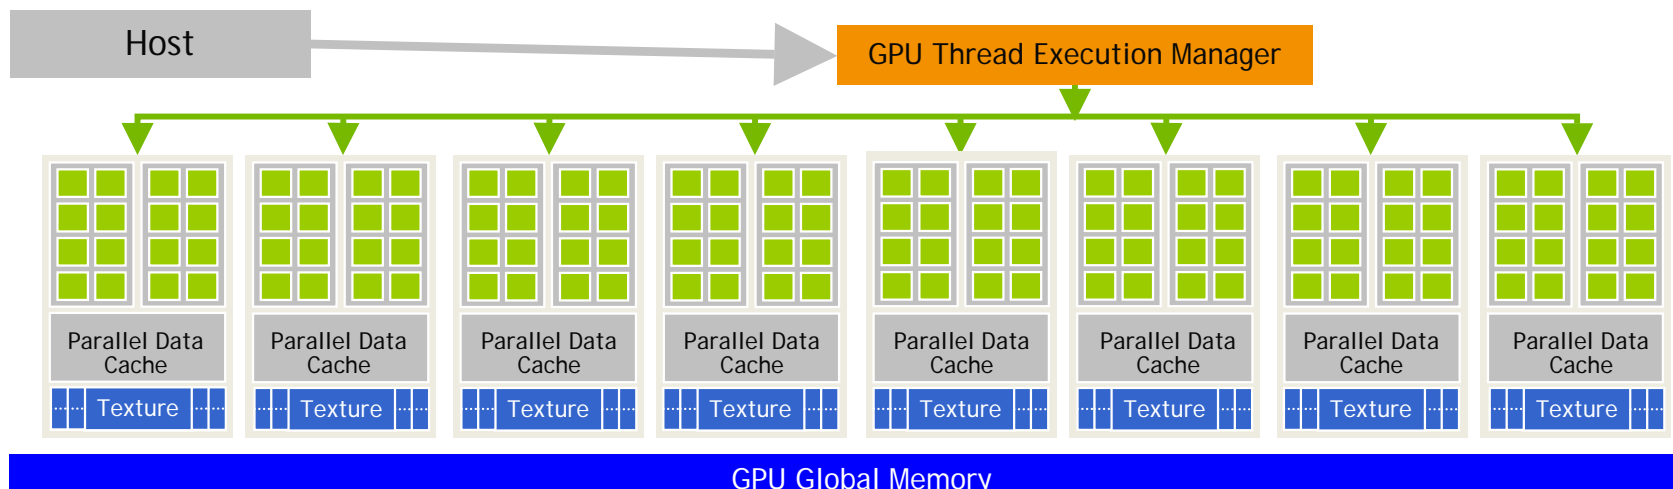 Host
GPU Thread Execution Manager
Parallel Data
Cache
Parallel Data
Cache
Parallel Data
Cache
Parallel Data
Cache
Parallel Data
Cache
Parallel Data
Cache
Parallel Data
Cache
Parallel Data
Cache
Texture
Texture
Texture
Texture
Texture
Texture
Texture
Texture
GPU Global Memory